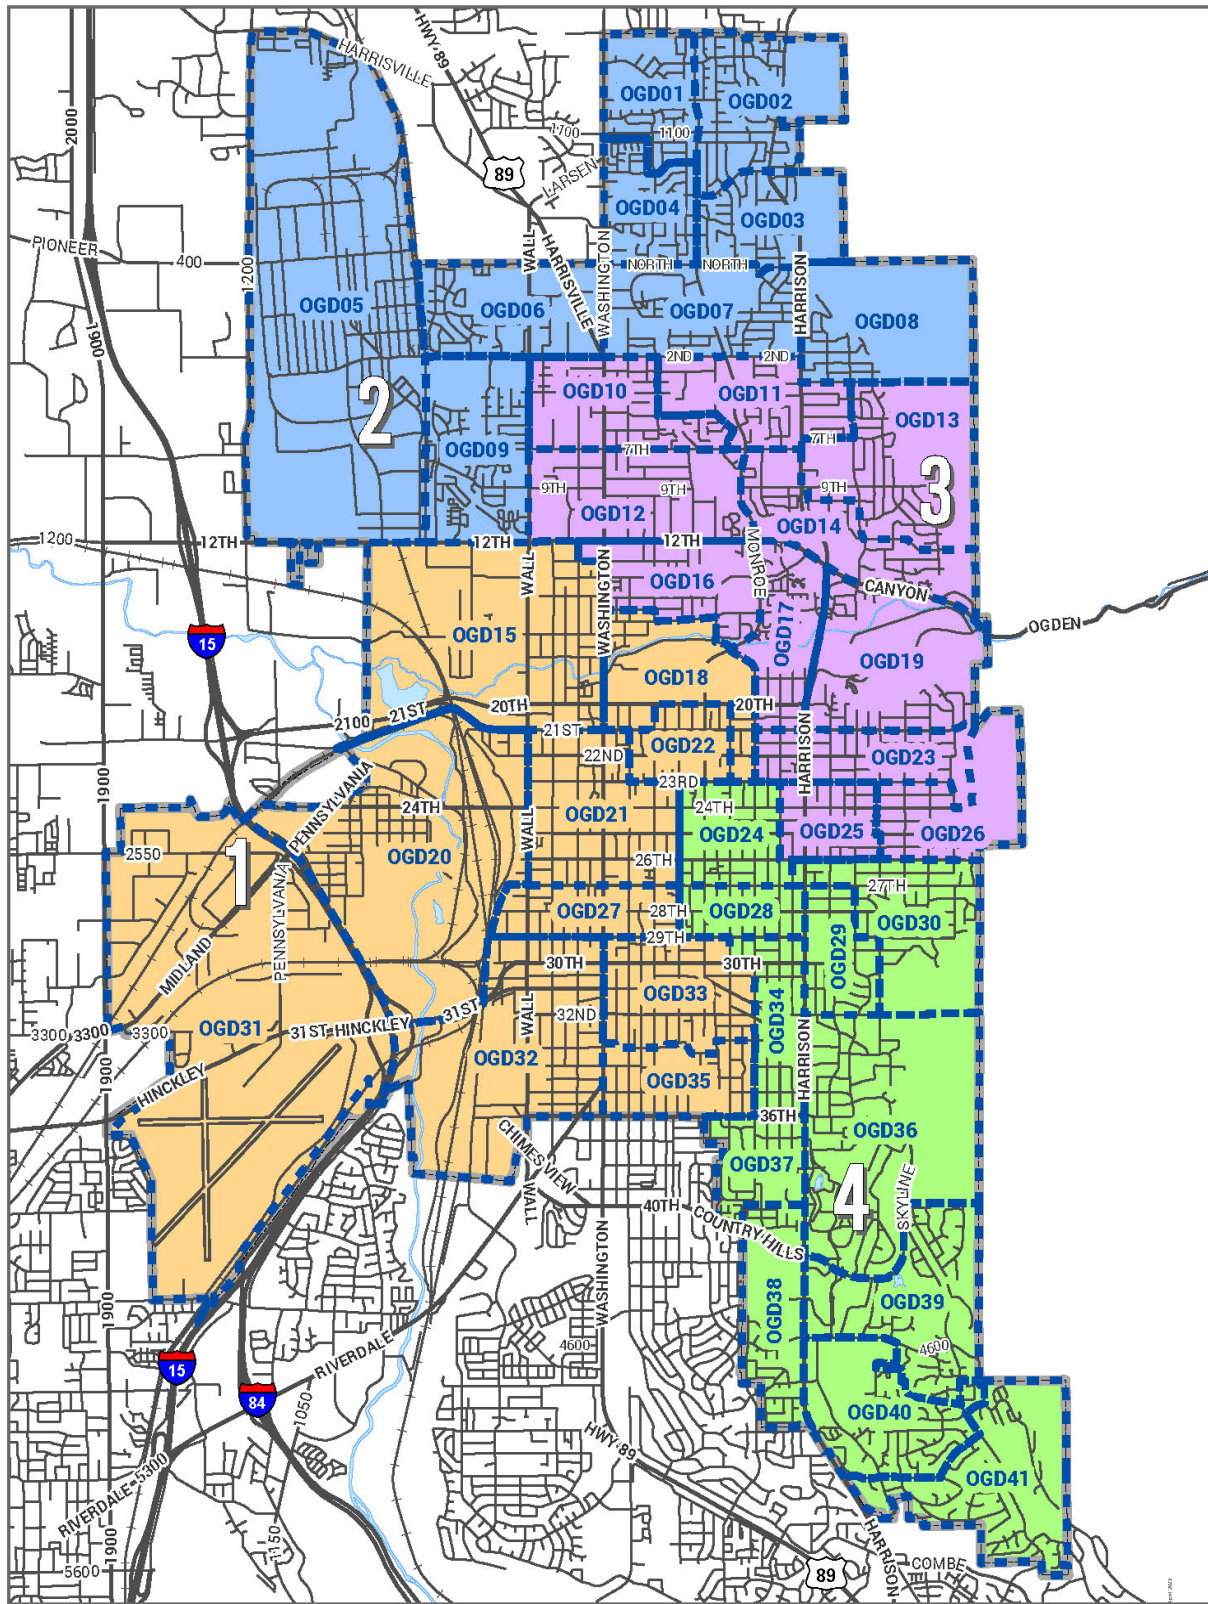 HWY 89
HARRISVILLE
OGD01
OGD02
2000
1100
1100
89
LARSEN
OGD04
OGD03
PIONEER
400
1200
WALL
HARRISVILLE
WASHINGTON
NORTH
NORTH
HARRISON
OGD05
OGD06
OGD07
OGD08
1900
2ND
2ND
2
OGD10
OGD11
OGD13
OGD09
7TH
7TH
3
9TH
9TH
9TH
OGD12
OGD14
1200
12TH
12TH
12TH
MONROE
WALL
WASHINGTON
OGD16
CANYON
15
OGD15
OGD17
OGDEN
OGD19
OGD18
2100
21ST
20TH
20TH
21ST
OGD22
HARRISON
22ND
OGD23
1900
PENNSYLVANIA
23RD
24TH
WALL
OGD21
24TH
OGD24
OGD25
OGD26
2550
1
OGD20
26TH
PENNSYLVANIA
27TH
OGD27
28TH
OGD28
OGD29
OGD30
MIDLAND
29TH
30TH
30TH
OGD33
OGD34
3300
3300
3300
OGD31
31ST
HINCKLEY
31ST
WALL
32ND
HARRISON
1900
HINCKLEY
OGD32
OGD35
36TH
CHIMES VIEW
OGD36
OGD37
4
SKYLINE
WALL
40TH
COUNTRY HILLS
WASHINGTON
1900
OGD38
OGD39
RIVERDALE
4600
4600
15
84
1050
OGD40
HWY 89
RIVERDALE
5300
OGD41
1150
1900
HARRISON
89
COMBE
5600